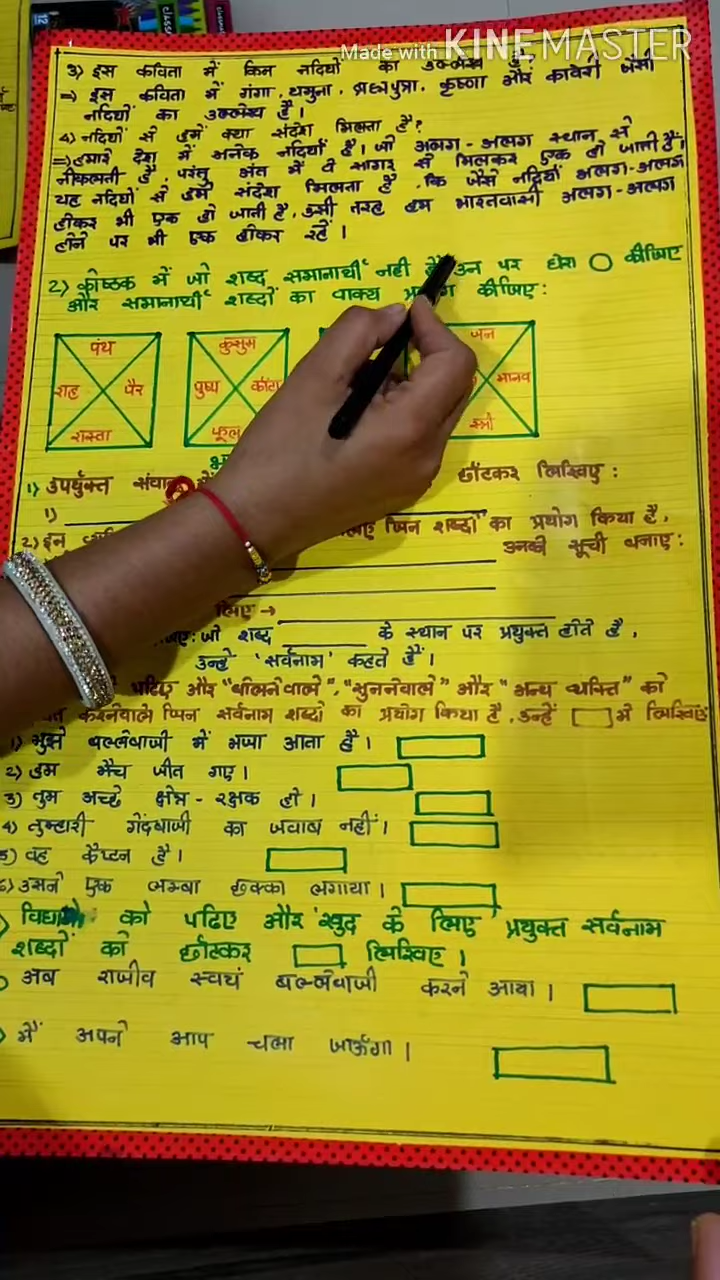 Made with KINEMASTER
3) इस कविता में किन नदियों का उल्लेख है?
⇒ इस कविता में गंगा, यमुना, ब्रह्मपुत्रा, कृष्णा और कावेरी जैसी
नदियों का उल्लेख है।
4) नदियों से हमें क्या संदेश मिलता है?
⇒ हमारे देश में अनेक नदियाँ है। जो अलग-अलग स्थान से
नीकलती है, परंतु अंत में वे सागर से मिलकर एक हो जाती है।
यह नदियों से हमें संदेश मिलता है कि जैसे नदियाँ अलग-अलग
होकर भी एक हो जाती है, उसी तरह हम भारतवासी अलग-अलग
होने पर भी एक होकर रहें।
2) कोष्ठक में जो शब्द समानार्थी नही उन पर घेरा ○ कीजिए
और समानार्थी शब्दों का वाक्य कीजिए:
पंथ कुसुम जन
राह पैर पुष्प काँटा मानव
रास्ता फूल स्त्री
1) उपर्युक्त छाँटकर लिखिए:
1)
2) इन जिन शब्दों का प्रयोग किया है,
उनकी सूची बनाए:
लिए →
जो शब्द के स्थान पर प्रयुक्त होते है,
उन्हें 'सर्वनाम' कहते हैं।
पढिए और "बोलनेवाले", "सुननेवाले" और "अन्य व्यक्ति" को
करनेवाले जिन सर्वनाम शब्दो का प्रयोग किया है, उन्हें में लिखिए
1) मुझे बल्लेबाजी में मजा आता है।
2) हम मैच जीत गए।
3) तुम अच्छे क्षेत्र-रक्षक हो।
4) तुम्हारी गेंदबाजी का जवाब नहीं।
5) वह कैप्टन है।
6) उसने एक लम्बा छक्का लगाया।
को पढिए और 'खुद के लिए' प्रयुक्त सर्वनाम
शब्दों को छाँटकर लिखिए।
अब राजीव स्वयं बल्लेबाजी करने आया।
मैं अपने आप चला जाऊँगा।